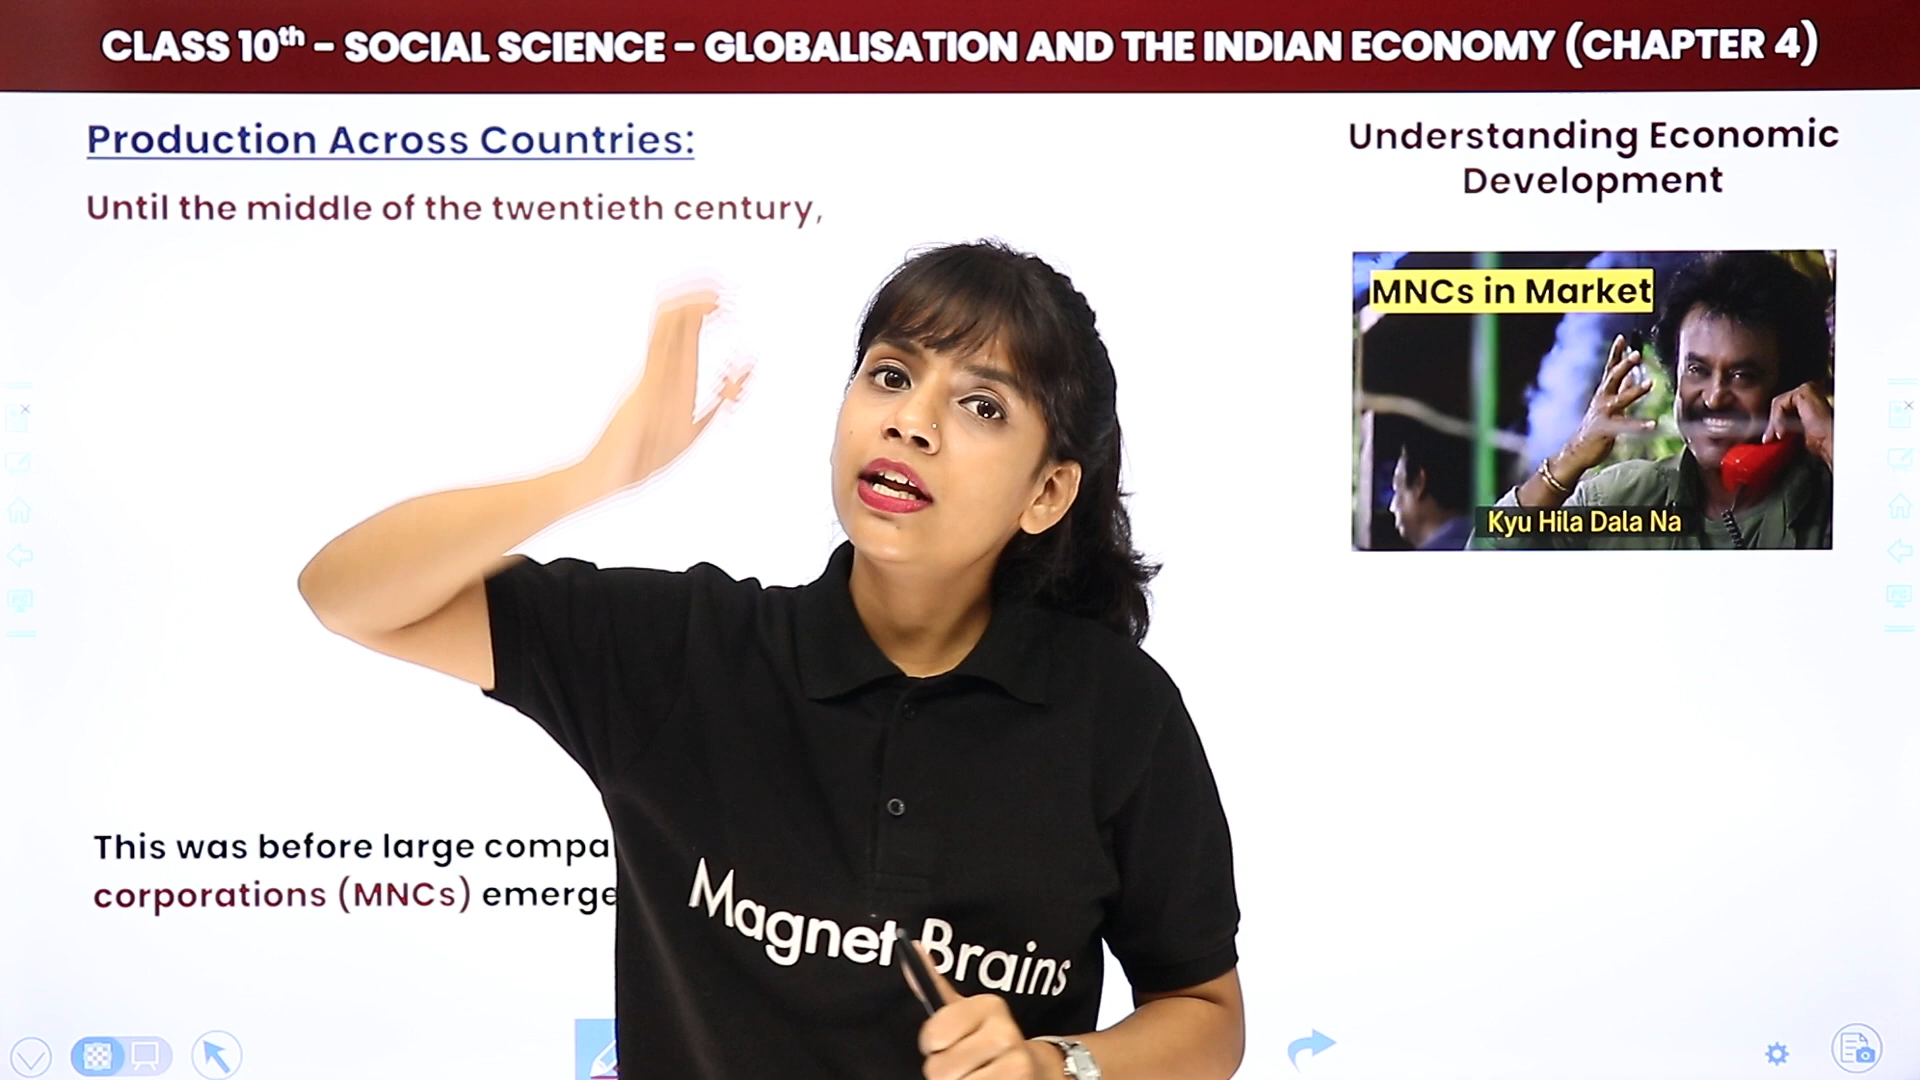 CLASS 10th – SOCIAL SCIENCE – GLOBALISATION AND THE INDIAN ECONOMY (CHAPTER 4)
Production Across Countries:
Until the middle of the twentieth century,
This was before large compa
corporations (MNCs) emerge
Understanding Economic
Development
MNCs in Market
Kyu Hila Dala Na
Magnet Brains